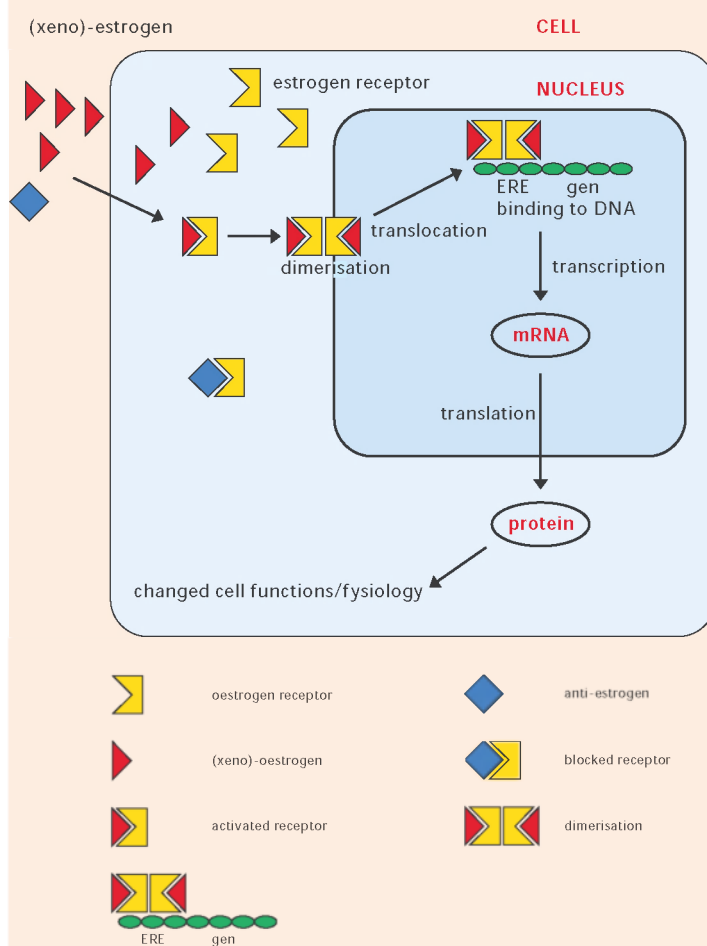 (xeno)-estrogen
CELL
estrogen receptor
NUCLEUS
ERE gen
binding to DNA
translocation
dimerisation
transcription
mRNA
translation
protein
changed cell functions/fysiology
oestrogen receptor
anti-estrogen
(xeno)-oestrogen
blocked receptor
activated receptor
dimerisation
ERE gen